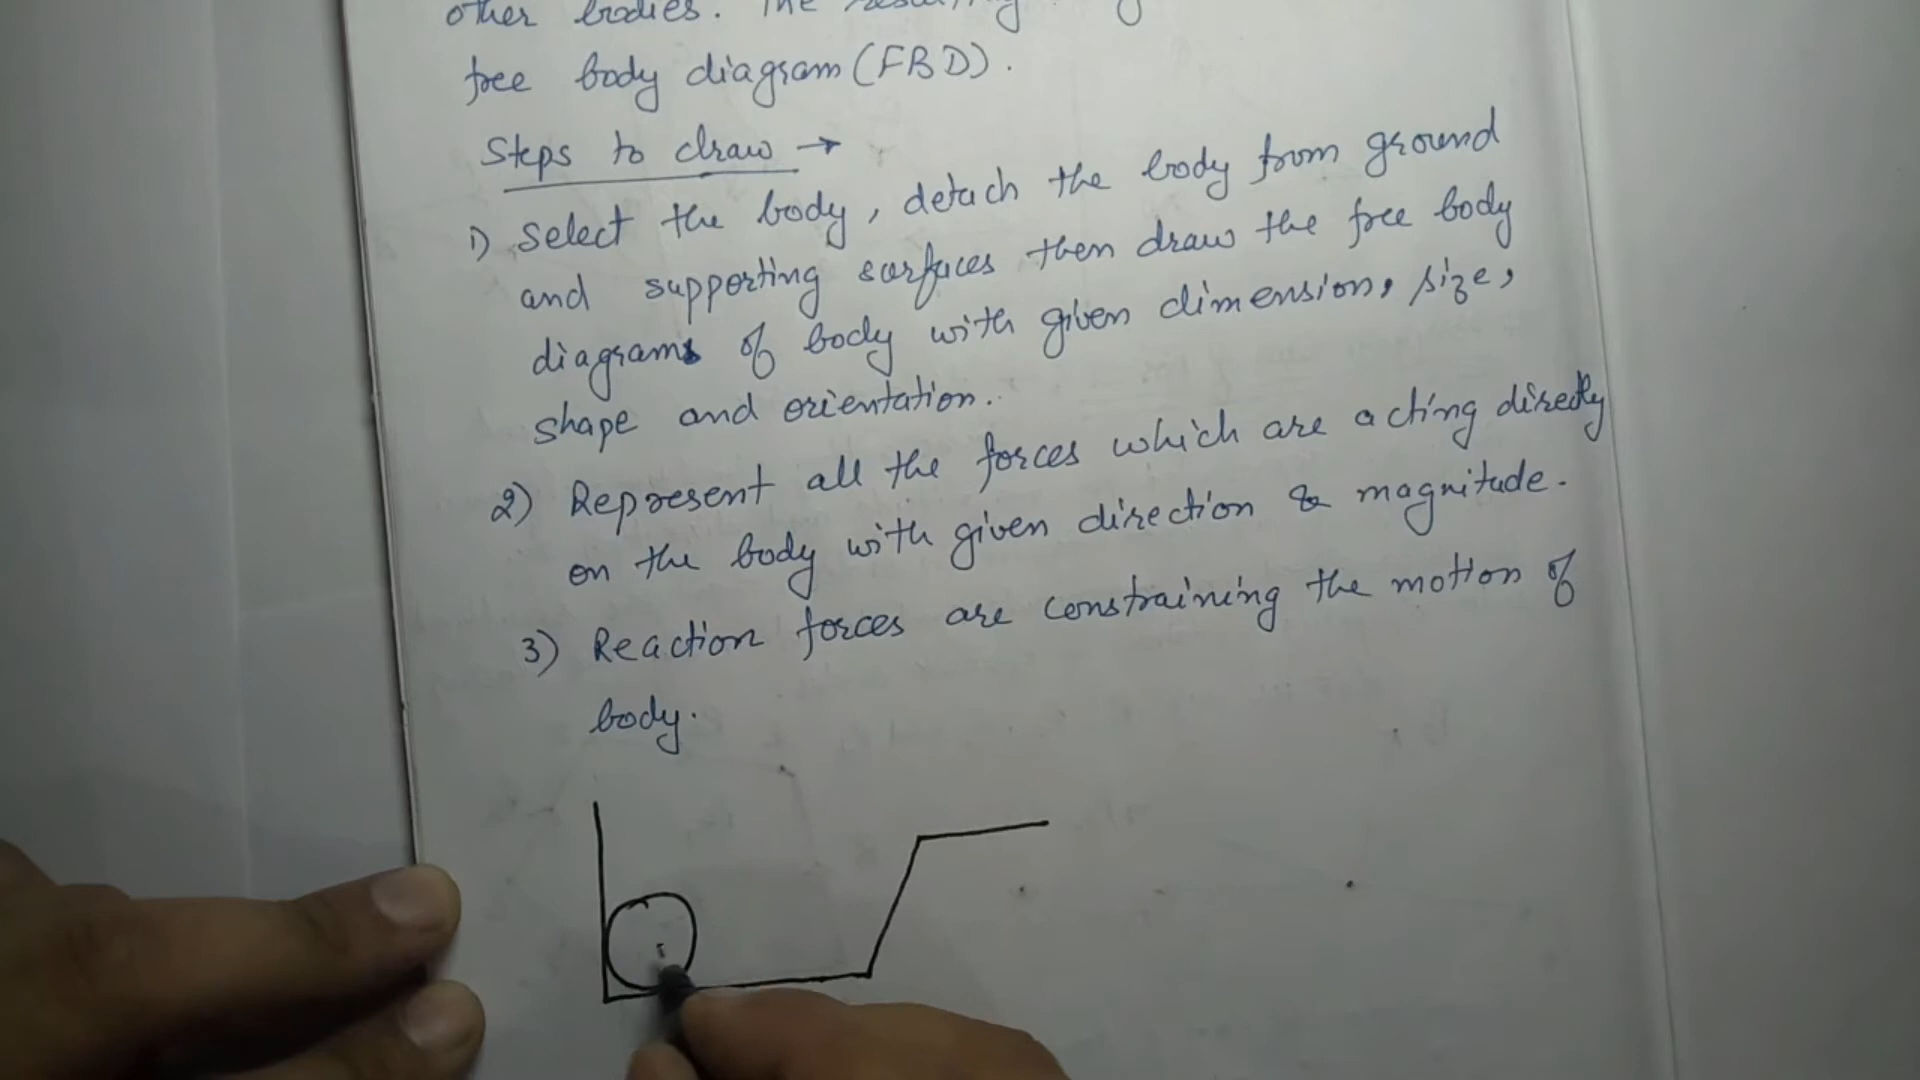 other bodies. The
free body diagram (FBD).
Steps to draw →
1) Select the body, detach the body from ground
and supporting surfaces then draw the free body
diagrams of body with given dimension, size,
shape and orientation.
2) Represent all the forces which are acting directly
on the body with given direction & magnitude.
3) Reaction forces are constraining the motion of
body.